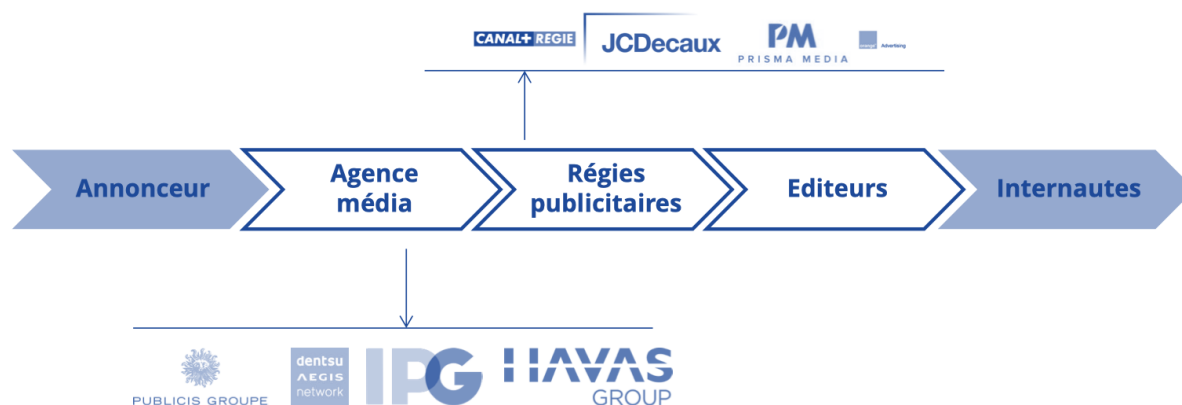 CANAL+ REGIE
JCDecaux
PM
PRISMA MEDIA
orange
Advertising
Annonceur
Agence
média
Régies
publicitaires
Editeurs
Internautes
PUBLICIS GROUPE
dentsu
AEGIS
network
IPG
HAVAS
GROUP